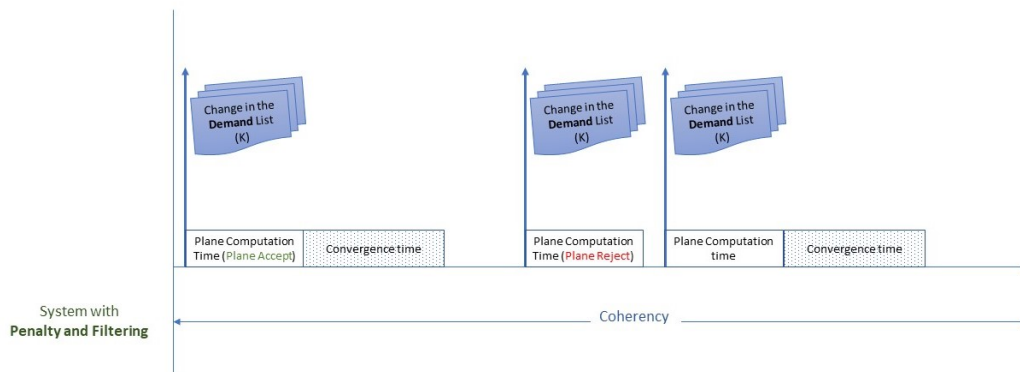 Change in the
Demand List
(K)
Change in the
Demand List
(K)
Change in the
Demand List
(K)
Plane Computation
Time (Plane Accept)
Convergence time
Plane Computation
Time (Plane Reject)
Plane Computation
time
Convergence time
System with
Penalty and Filtering
Coherency